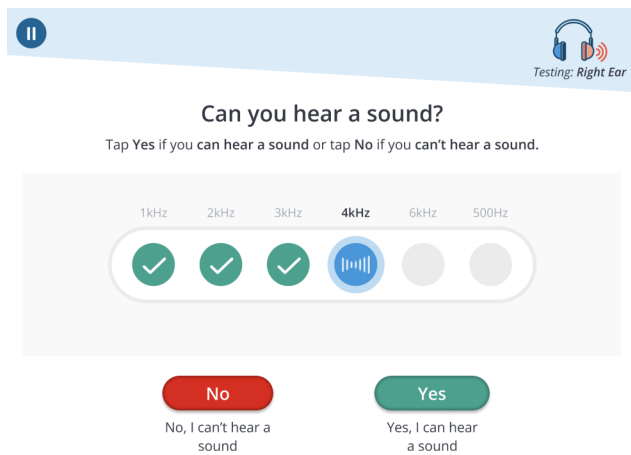 Testing: Right Ear
Can you hear a sound?
Tap Yes if you can hear a sound or tap No if you can't hear a sound.
1kHz 2kHz 3kHz 4kHz 6kHz 500Hz
No Yes
No, I can't hear a sound
Yes, I can hear a sound